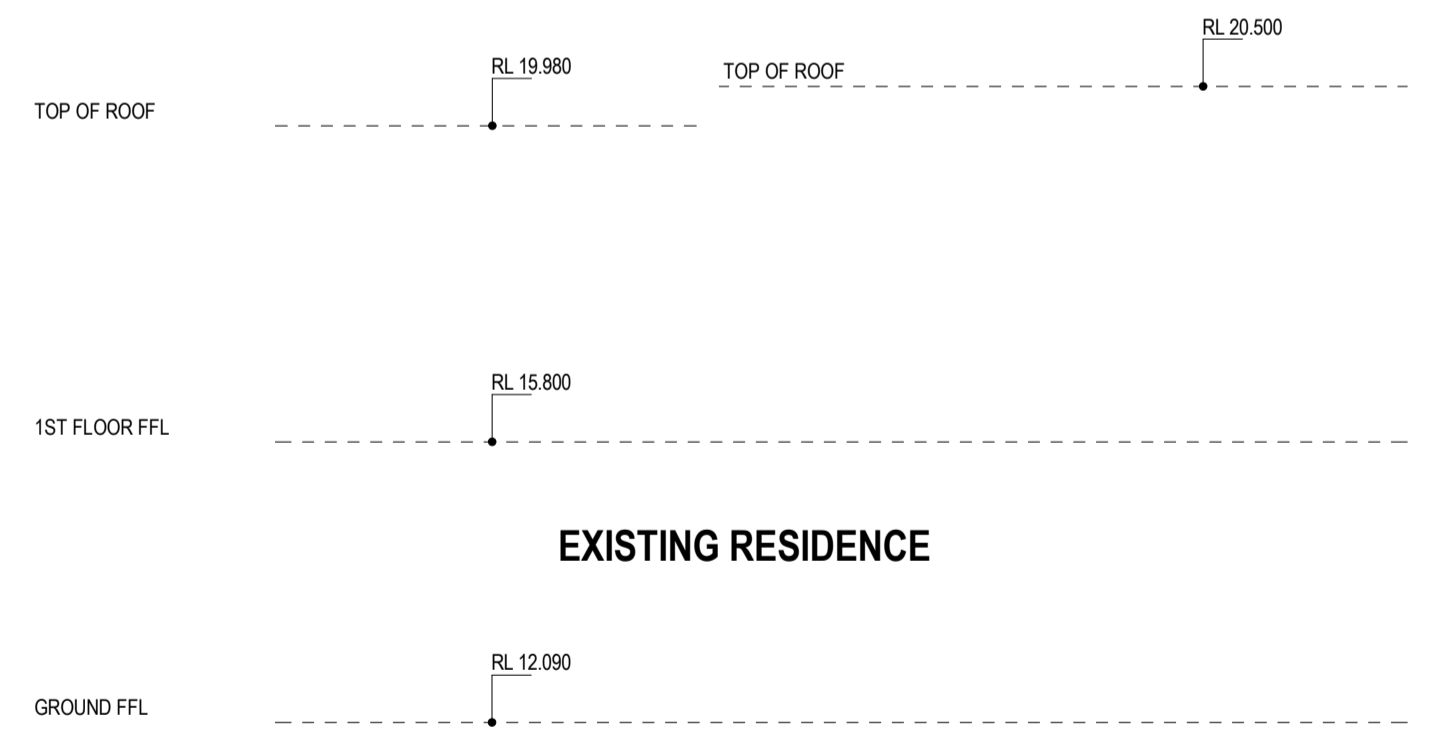 RL 20.500
RL 19.980
TOP OF ROOF
TOP OF ROOF
RL 15.800
1ST FLOOR FFL
EXISTING RESIDENCE
RL 12.090
GROUND FFL